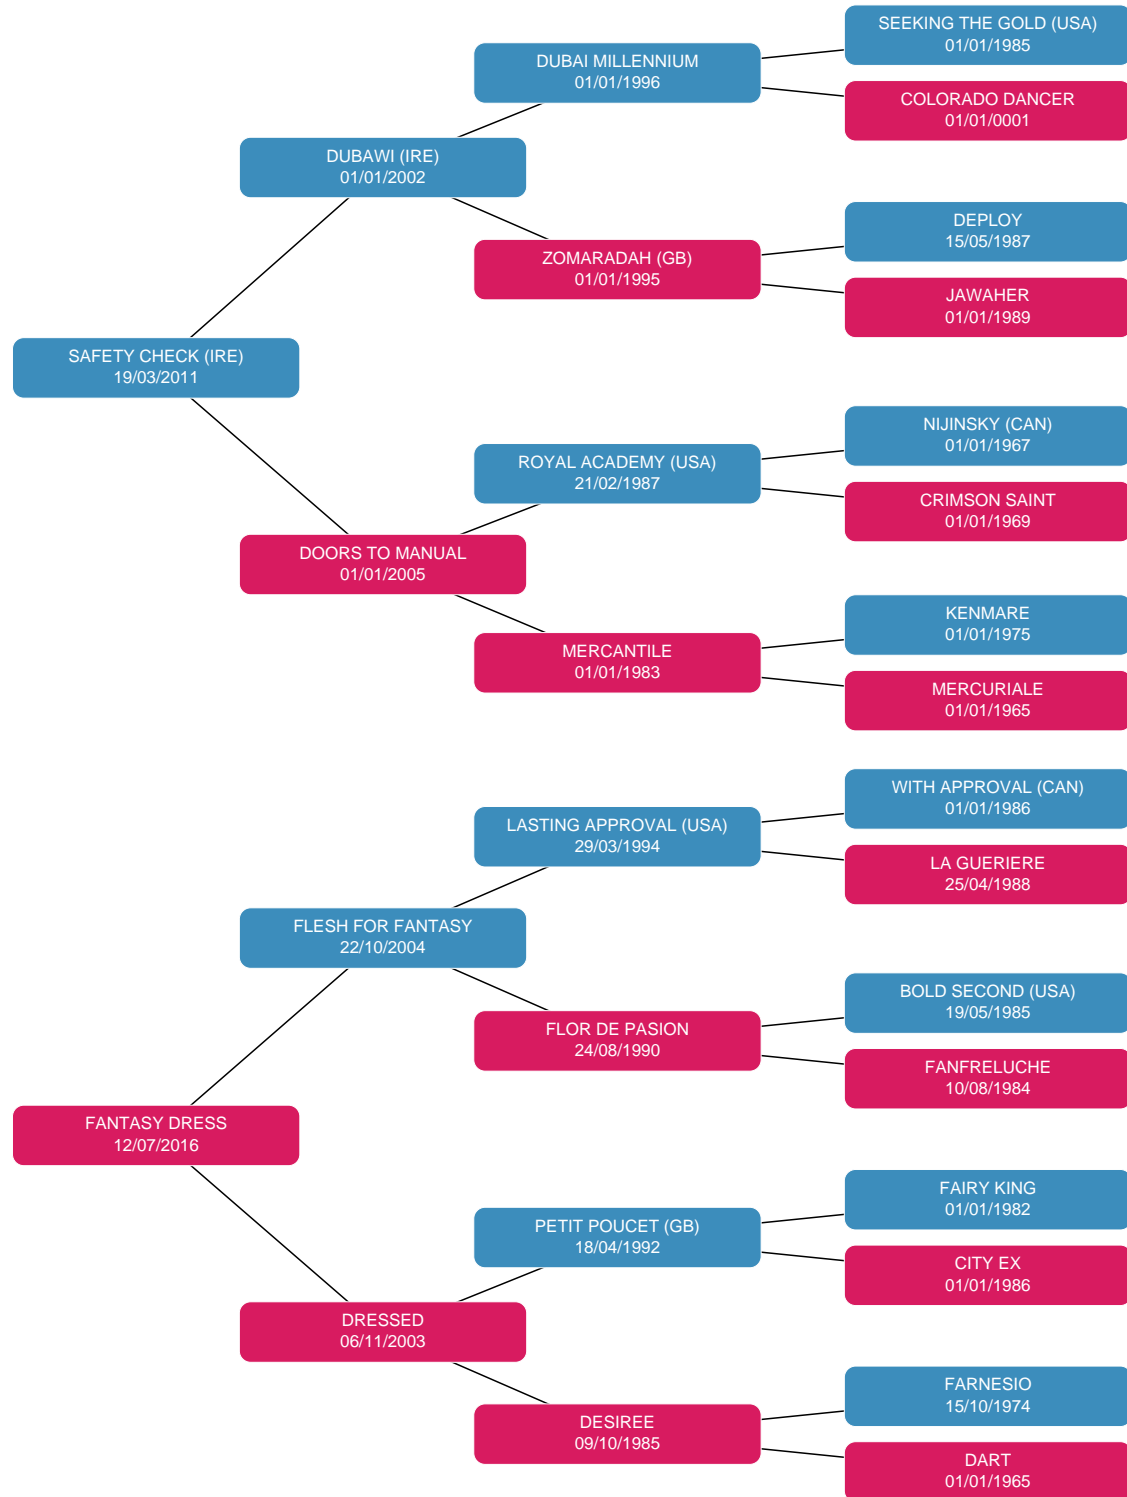 SEEKING THE GOLD (USA)
01/01/1985
DUBAI MILLENNIUM
01/01/1996
COLORADO DANCER
01/01/0001
DUBAWI (IRE)
01/01/2002
DEPLOY
15/05/1987
ZOMARADAH (GB)
01/01/1995
JAWAHER
01/01/1989
SAFETY CHECK (IRE)
19/03/2011
NIJINSKY (CAN)
01/01/1967
ROYAL ACADEMY (USA)
21/02/1987
CRIMSON SAINT
01/01/1969
DOORS TO MANUAL
01/01/2005
KENMARE
01/01/1975
MERCANTILE
01/01/1983
MERCURIALE
01/01/1965
WITH APPROVAL (CAN)
01/01/1986
LASTING APPROVAL (USA)
29/03/1994
LA GUERIERE
25/04/1988
FLESH FOR FANTASY
22/10/2004
BOLD SECOND (USA)
19/05/1985
FLOR DE PASION
24/08/1990
FANFRELUCHE
10/08/1984
FANTASY DRESS
12/07/2016
FAIRY KING
01/01/1982
PETIT POUCET (GB)
18/04/1992
CITY EX
01/01/1986
DRESSED
06/11/2003
FARNESIO
15/10/1974
DESIREE
09/10/1985
DART
01/01/1965